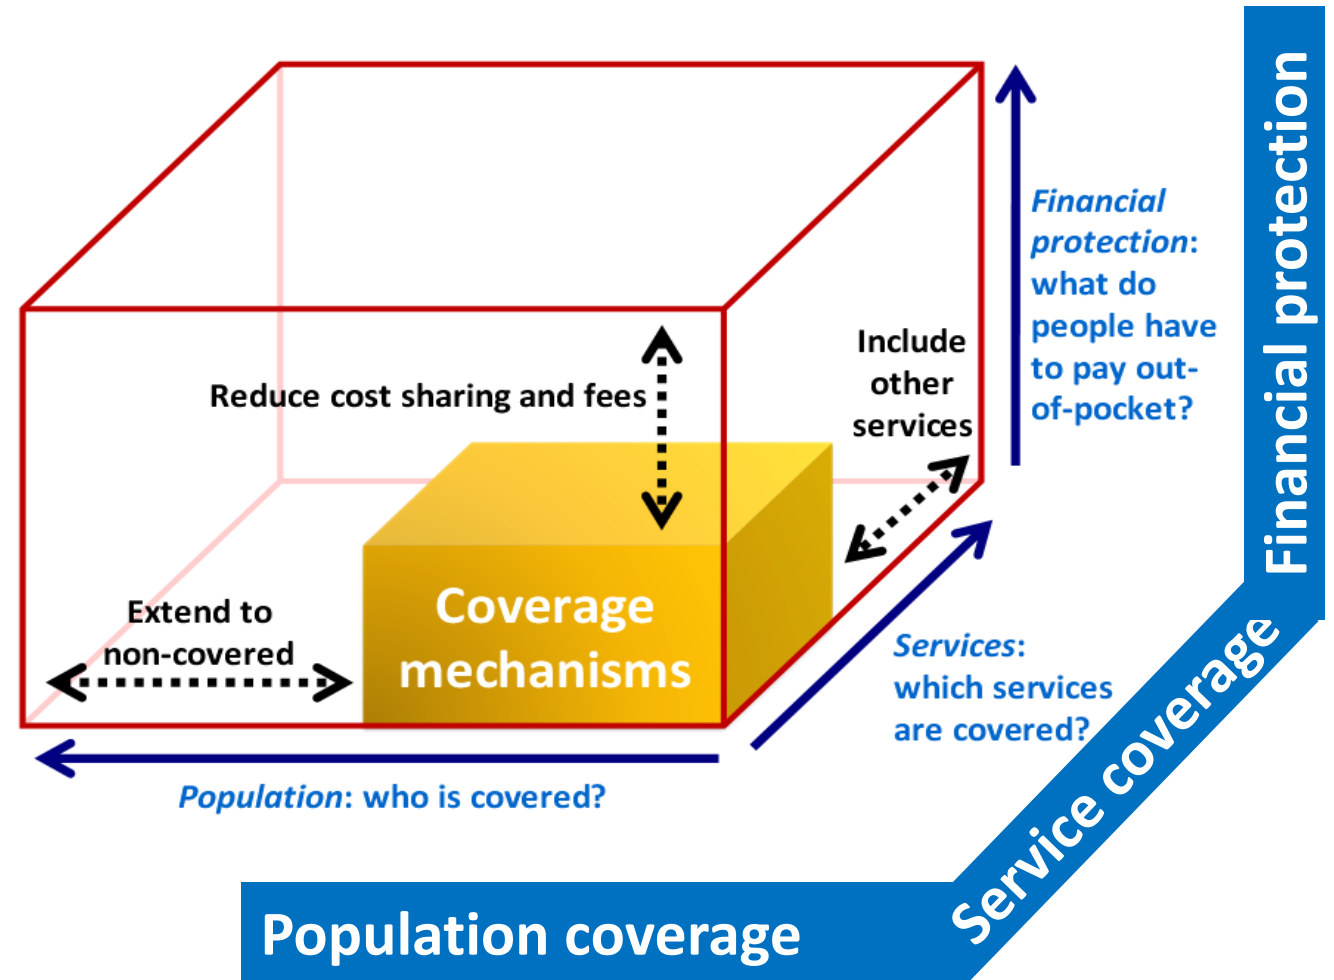 Financial
protection:
what do
people have
to pay out-
of-pocket?
Include
other
services
Reduce cost sharing and fees
Coverage
mechanisms
Extend to
non-covered
Services:
which services
are covered?
Population: who is covered?
Financial protection
Service coverage
Population coverage